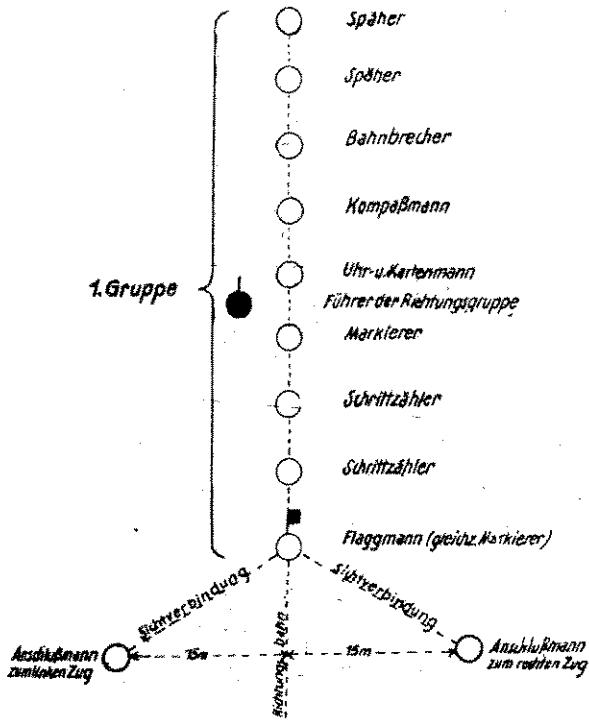 Späher
Späher
Bahnbrecher
Kompaßmann
1. Gruppe
Uhr- u. Kartenmann
Führer der Richtungsgruppe
Markierer
Schrittzähler
Schrittzähler
Flaggmann (gleichz. Markierer)
Sichtverbindung
Sichtverbindung
Anschlußmann
zum linken Zug
15m
15m
Anschlußmann
zum rechten Zug
Richtungsbahn